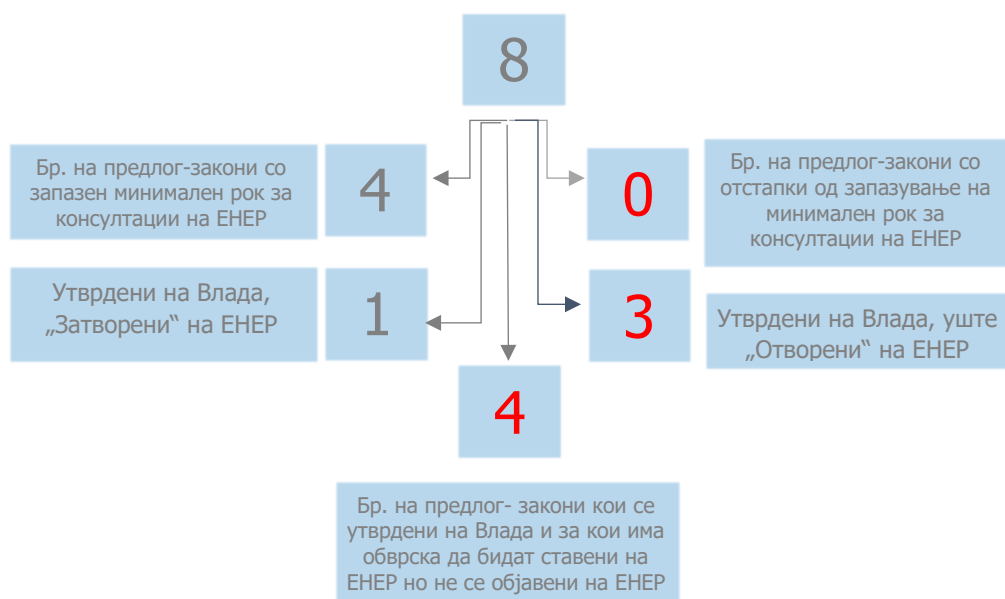 8
Бр. на предлог-закони со
запазен минимален рок за
консултации на ЕНЕР
4
0
Бр. на предлог-закони со
отстапки од запазување на
минимален рок за
консултации на ЕНЕР
Утврдени на Влада,
„Затворени“ на ЕНЕР
1
3
Утврдени на Влада, уште
„Отворени“ на ЕНЕР
4
Бр. на предлог- закони кои се
утврдени на Влада и за кои има
обврска да бидат ставени на
ЕНЕР но не се објавени на ЕНЕР